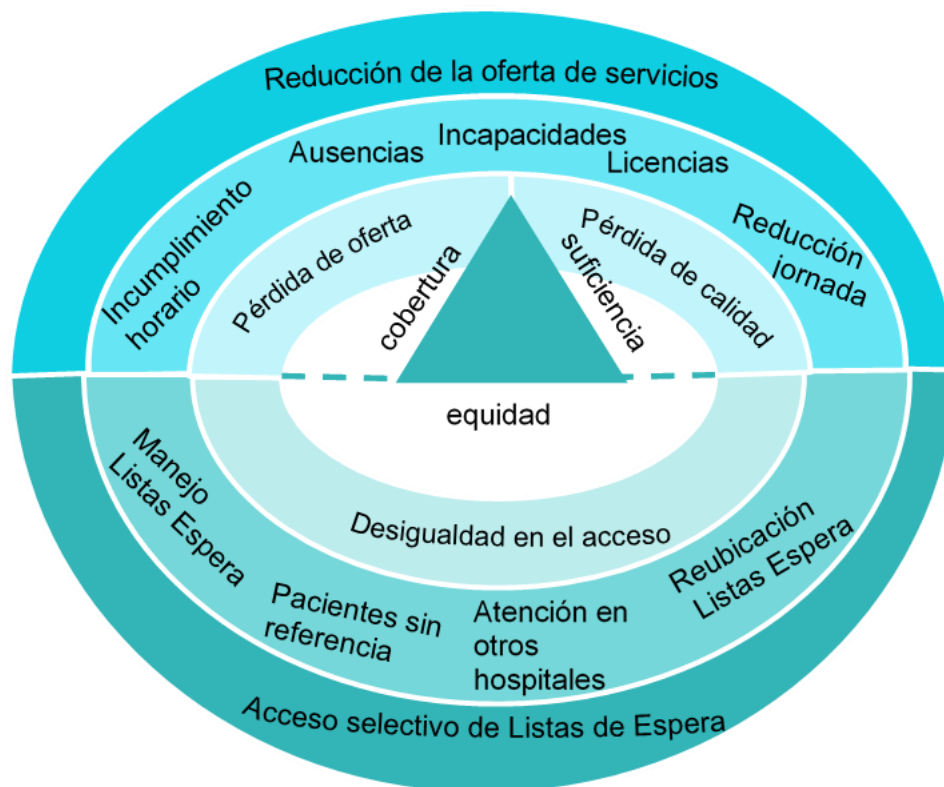 Reducción de la oferta de servicios
Incumplimiento
horario
Ausencias
Incapacidades
Licencias
Reducción
jornada
Pérdida de oferta
Pérdida de calidad
cobertura
suficiencia
equidad
Desigualdad en el acceso
Manejo
Listas Espera
Pacientes sin
referencia
Atención en
otros
hospitales
Reubicación
Listas Espera
Acceso selectivo de Listas de Espera